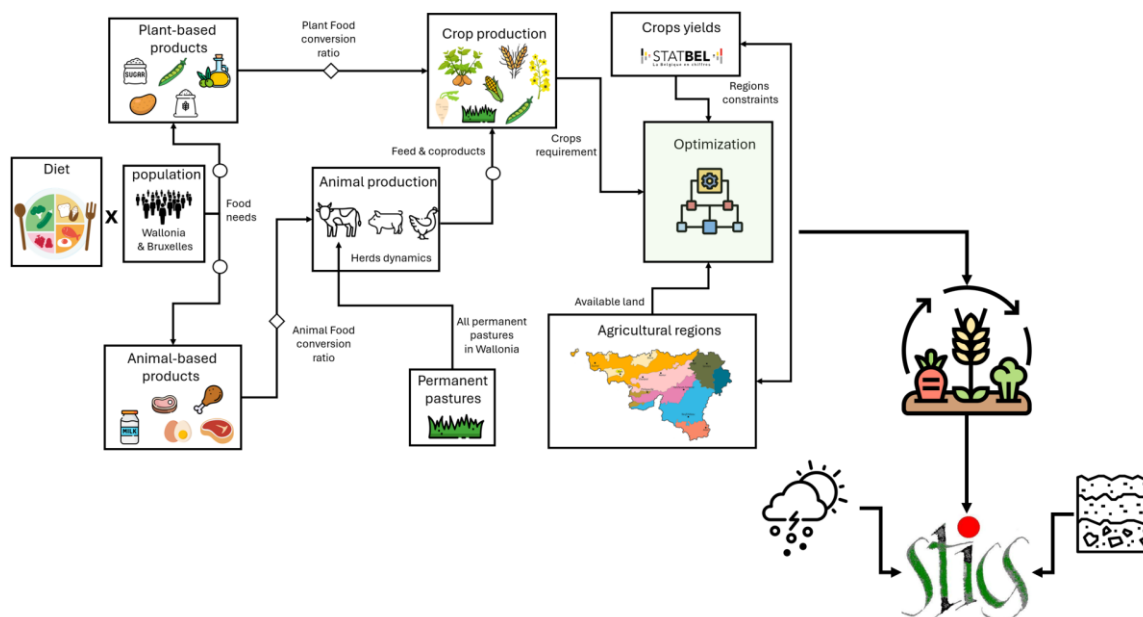 Plant-based
products
SUGAR
Plant Food
conversion
ratio
Crop production
Crops yields
STATBEL
La Belgique en chiffres
Regions
constraints
Feed & coproducts
Crops
requirement
Optimization
Diet
X
population
Wallonia
& Bruxelles
Food
needs
Animal production
Herds dynamics
Available land
Agricultural regions
Animal-based
products
MILK
Animal Food
conversion
ratio
All permanent
pastures
in Wallonia
Permanent
pastures
stics